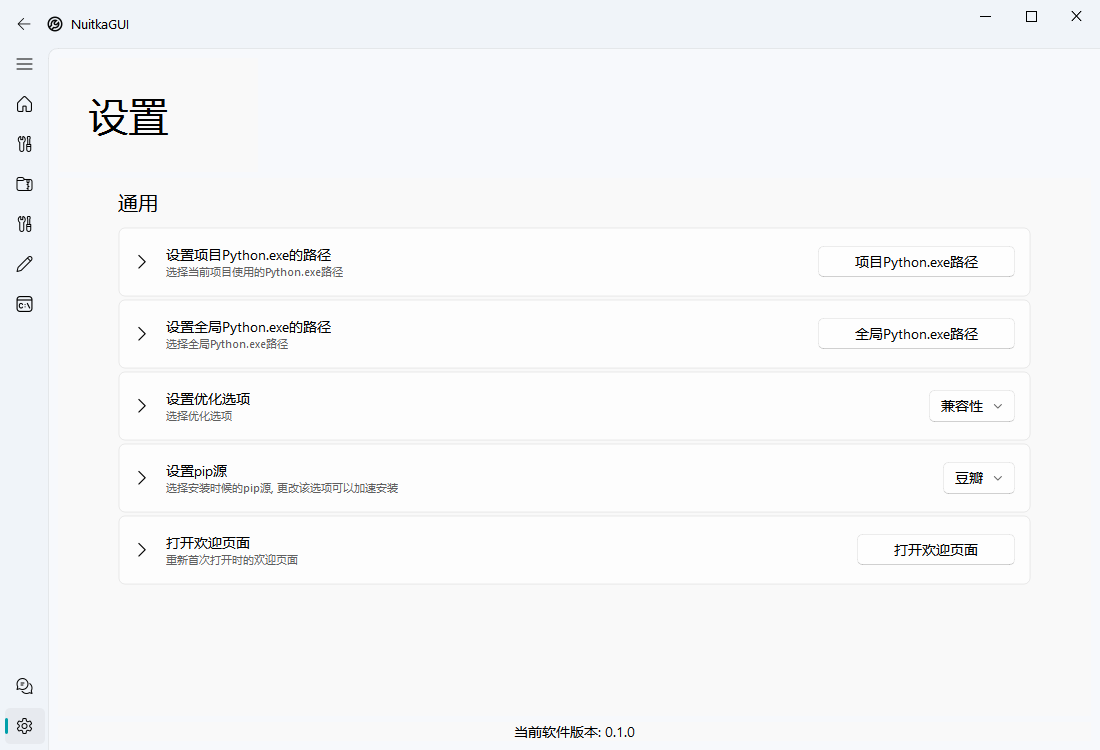 NuitkaGUI
设置
通用
设置项目Python.exe的路径
选择当前项目使用的Python.exe路径
项目Python.exe路径
设置全局Python.exe的路径
选择全局Python.exe路径
全局Python.exe路径
设置优化选项
选择优化选项
兼容性
设置pip源
选择安装时候的pip源, 更改该选项可以加速安装
豆瓣
打开欢迎页面
重新首次打开时的欢迎页面
打开欢迎页面
C:\
当前软件版本: 0.1.0